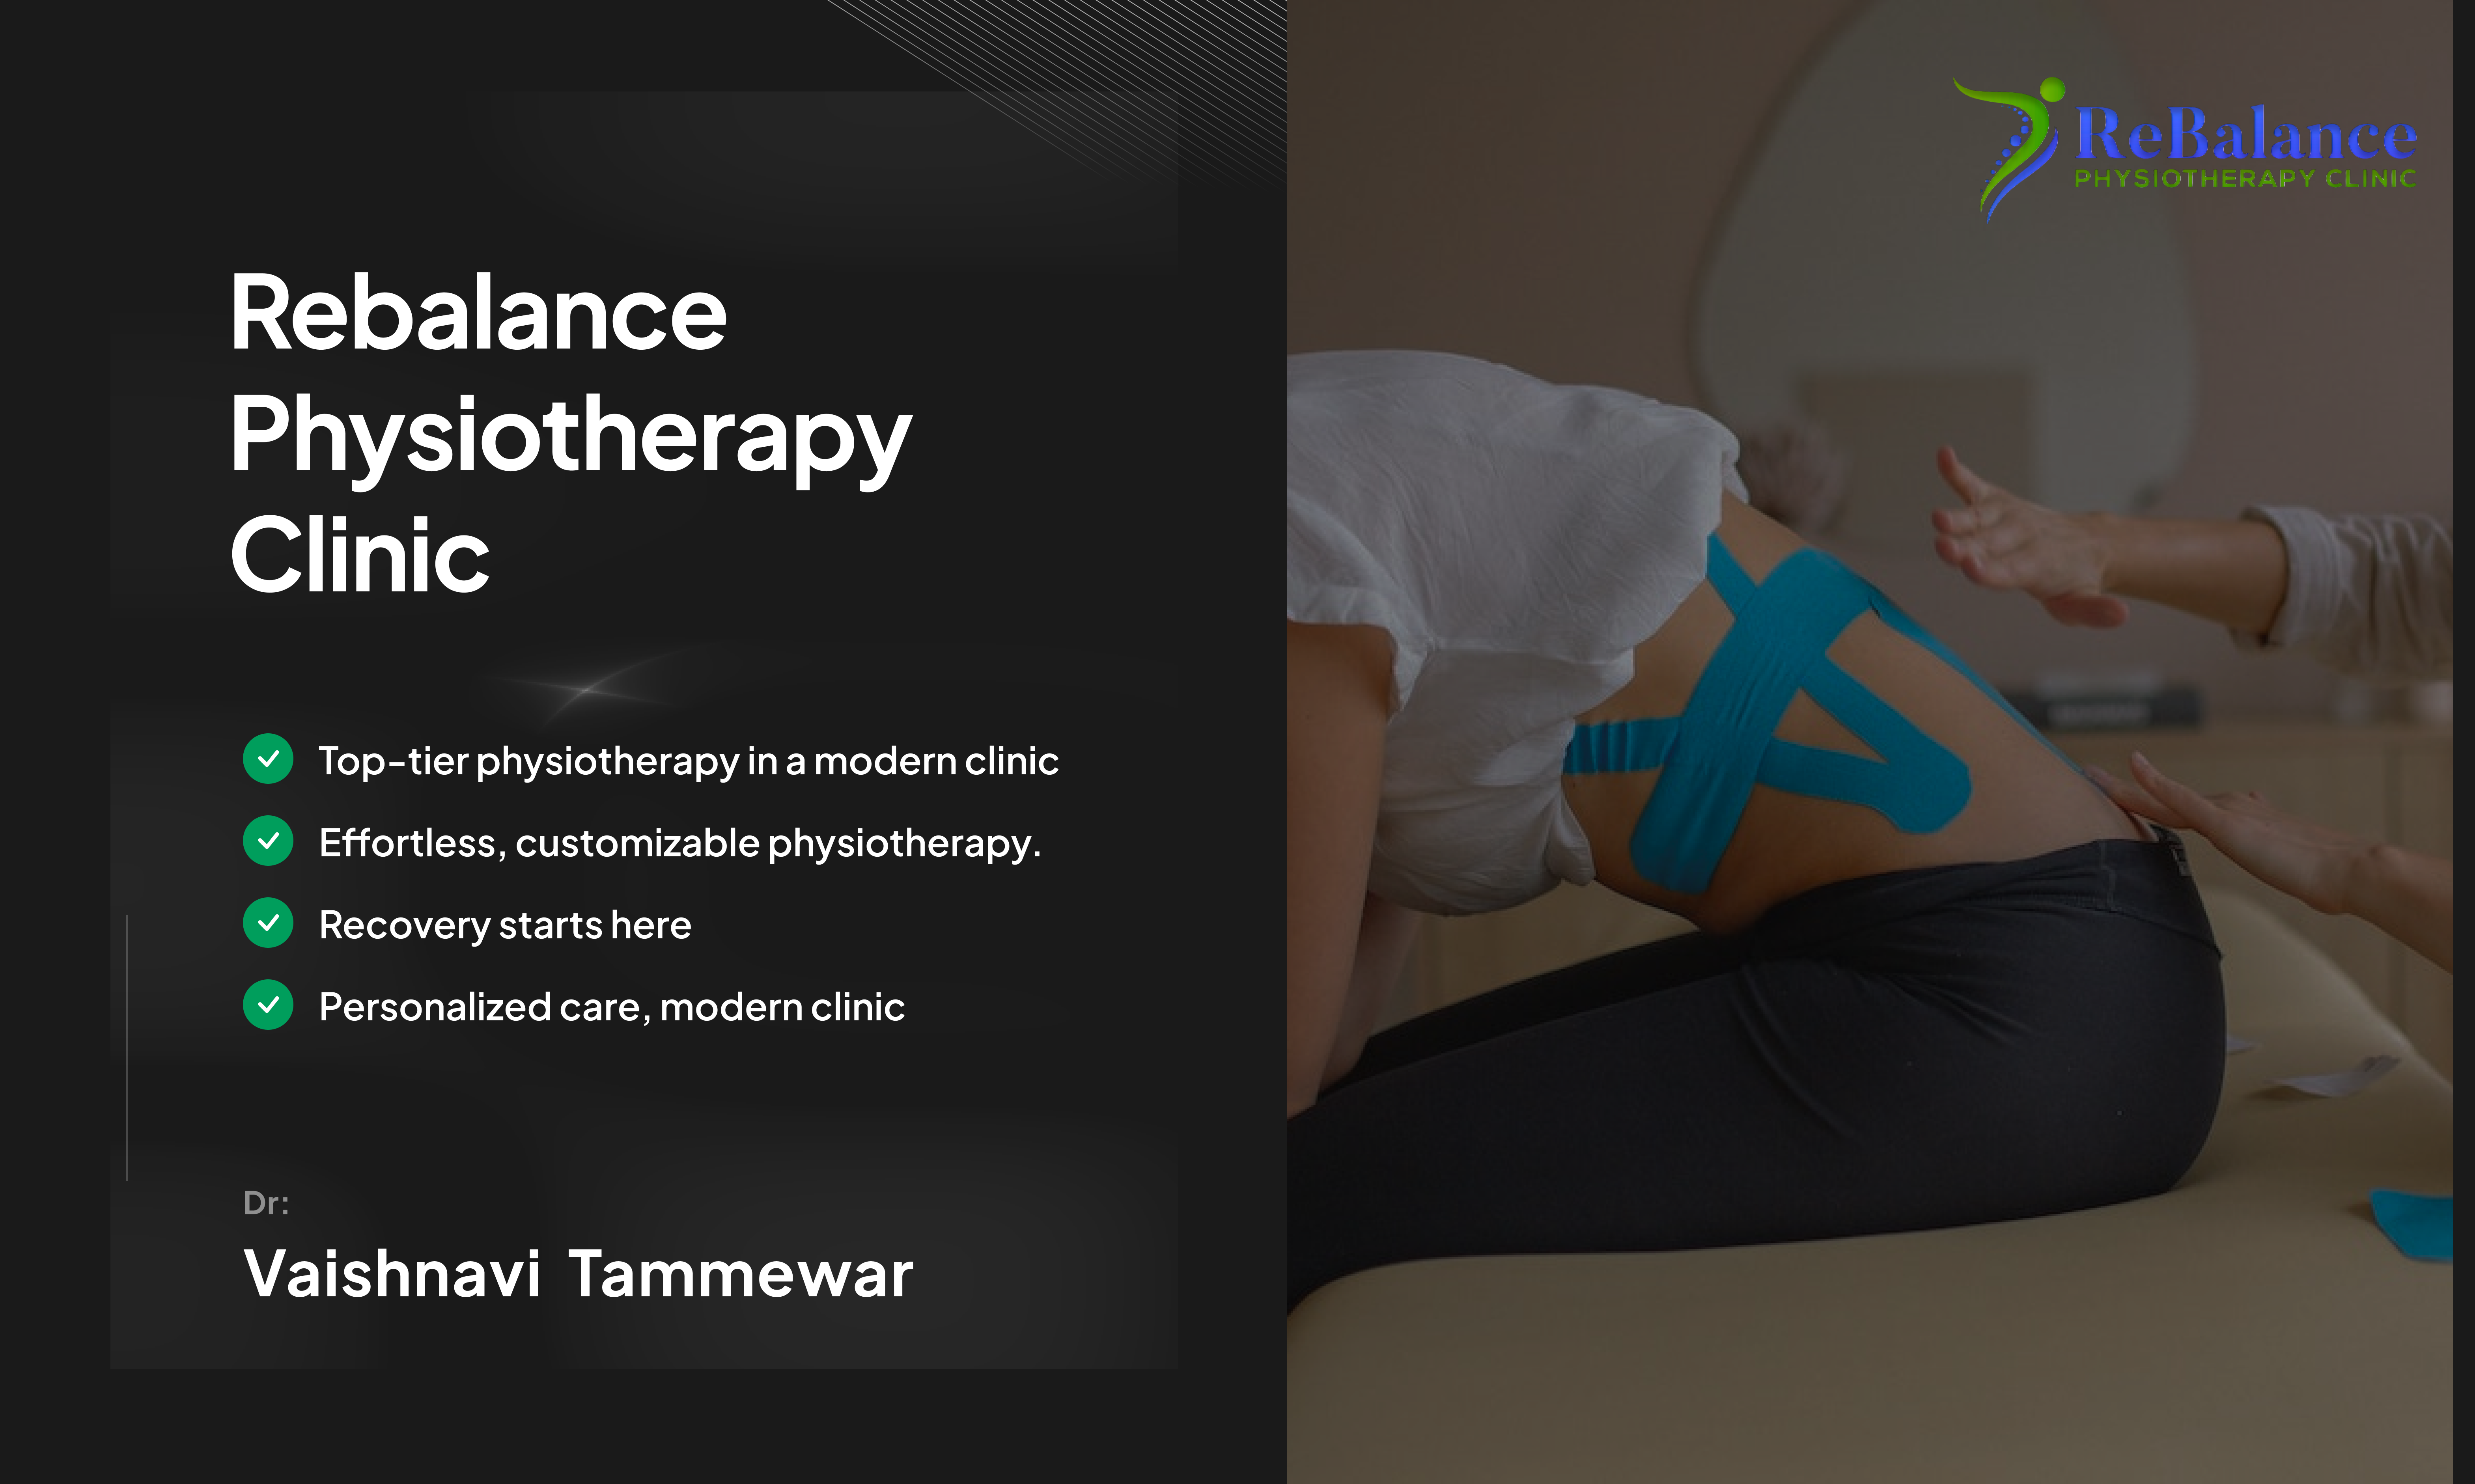 Rebalance
Physiotherapy
Clinic
Top-tier physiotherapy in a modern clinic
Effortless, customizable physiotherapy.
Recovery starts here
Personalized care, modern clinic
Dr:
Vaishnavi Tammewar
ReBalance
PHYSIOTHERAPY CLINIC